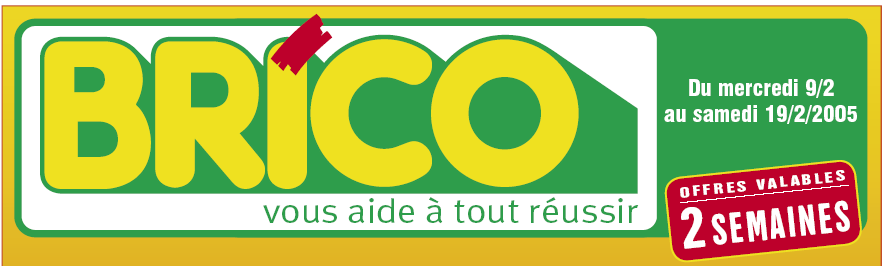 BRICO
vous aide à tout réussir
Du mercredi 9/2
au samedi 19/2/2005
OFFRES VALABLES
2 SEMAINES